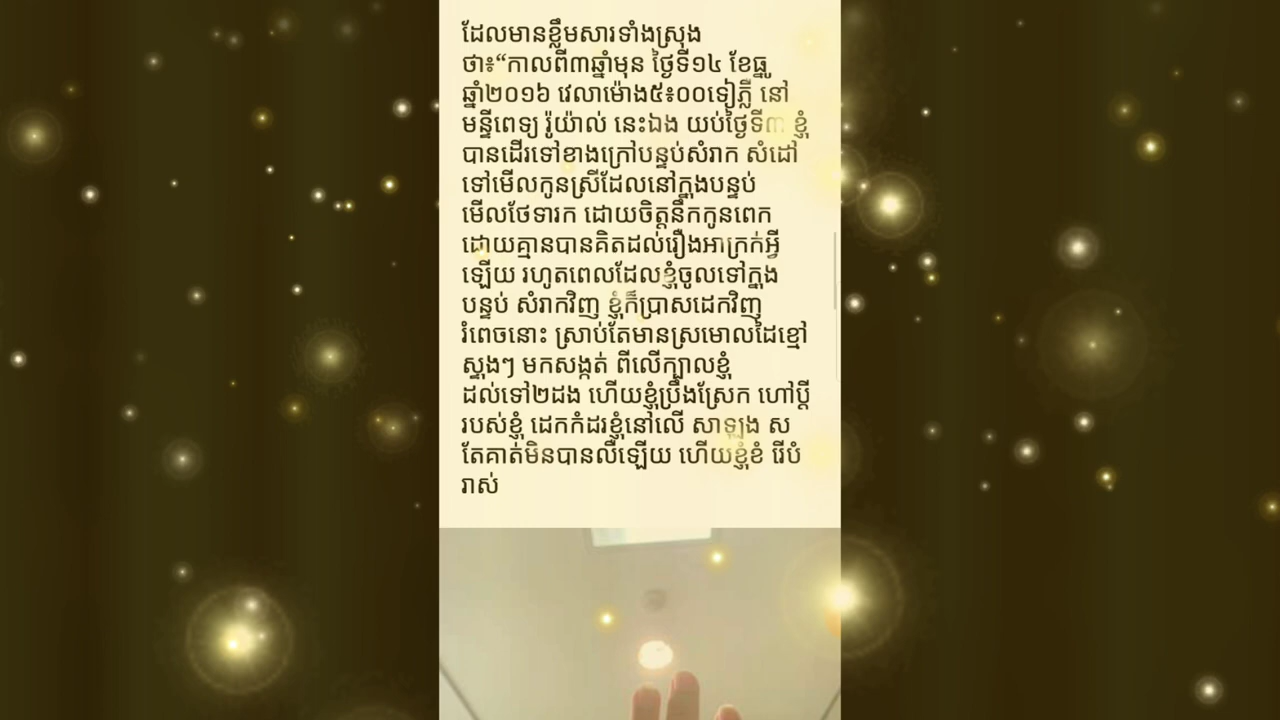 ដែលមានខ្លឹមសារទាំងស្រុង
ថា៖“កាលពី៣ឆ្នាំមុន ថ្ងៃទី១៤ ខែធ្នូ
ឆ្នាំ២០១៦ វេលាម៉ោង៥៖០០ទៀភ្លឺ នៅ
មន្ទីពេទ្យ រ៉ូយ៉ាល់ នេះឯង យប់ថ្ងៃទី៣ ខ្ញុំ
បានដើរទៅខាងក្រៅបន្ទប់សំរាក សំដៅ
ទៅមើលកូនស្រីដែលនៅក្នុងបន្ទប់
មើលថែទារក ដោយចិត្តនឹកកូនពេក
ដោយគ្មានបានគិតដល់រឿងអាក្រក់អ្វី
ឡើយ រហូតពេលដែលខ្ញុំចូលទៅក្នុង
បន្ទប់ សំរាកវិញ ខ្ញុំក៏ប្រាសដេកវិញ
រំពេចនោះ ស្រាប់តែមានស្រមោលដៃខ្មៅ
ស្ទុងៗ មកសង្កត់ ពីលើក្បាលខ្ញុំ
ដល់ទៅ២ដង ហើយខ្ញុំប្រឹងស្រែក ហៅប្តី
របស់ខ្ញុំ ដេកកំដរខ្ញុំនៅលើ សាឡុង ស
តែគាត់មិនបានលឺឡើយ ហើយខ្ញុំខំ រើបំ
រាស់